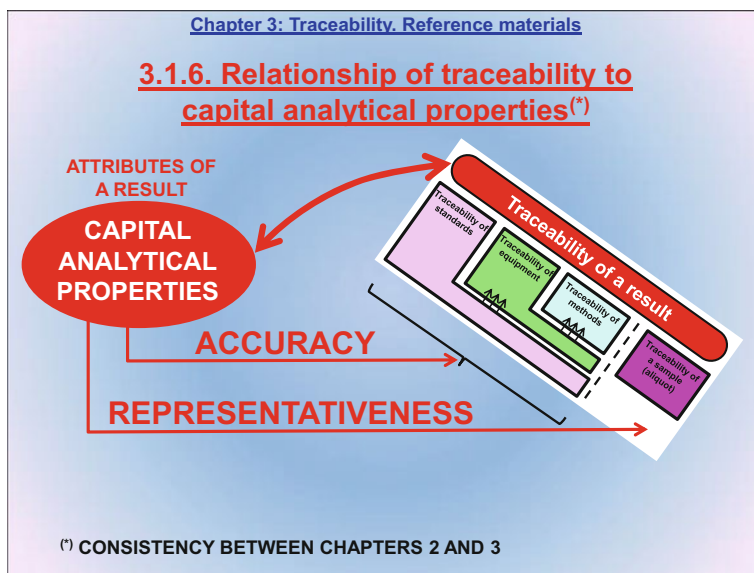 Chapter 3: Traceability. Reference materials
3.1.6. Relationship of traceability to
capital analytical properties(*)
ATTRIBUTES OF
A RESULT
CAPITAL
ANALYTICAL
PROPERTIES
Traceability of a result
Traceability of
standards
Traceability of
equipment
Traceability of
methods
Traceability of
a sample
(aliquot)
ACCURACY
REPRESENTATIVENESS
(*) CONSISTENCY BETWEEN CHAPTERS 2 AND 3